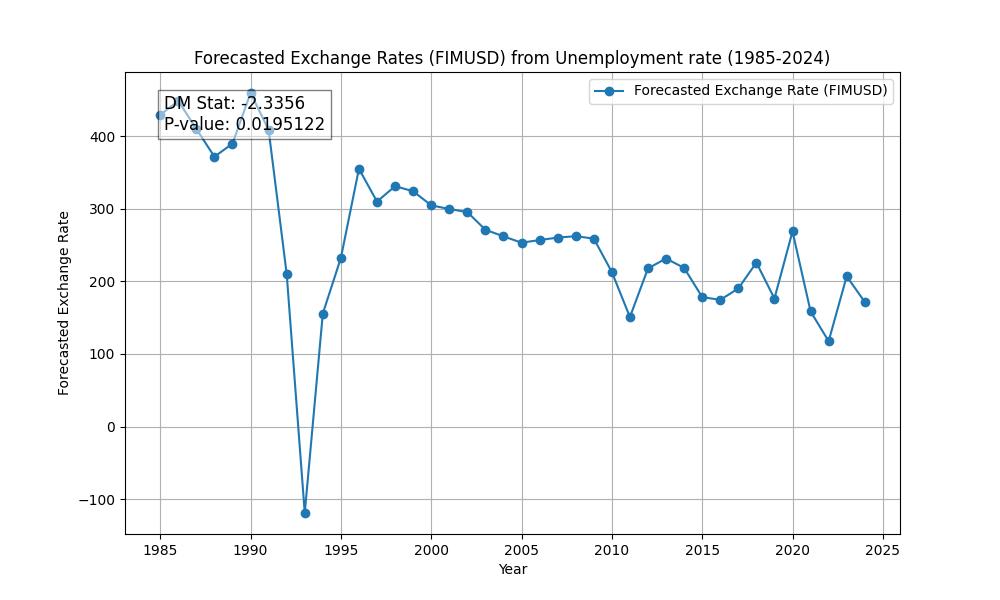 Forecasted Exchange Rates (FIMUSD) from Unemployment rate (1985-2024)
DM Stat: -2.3356
P-value: 0.0195122
Forecasted Exchange Rate (FIMUSD)
Forecasted Exchange Rate
400
300
200
100
0
−100
1985 1990 1995 2000 2005 2010 2015 2020 2025
Year